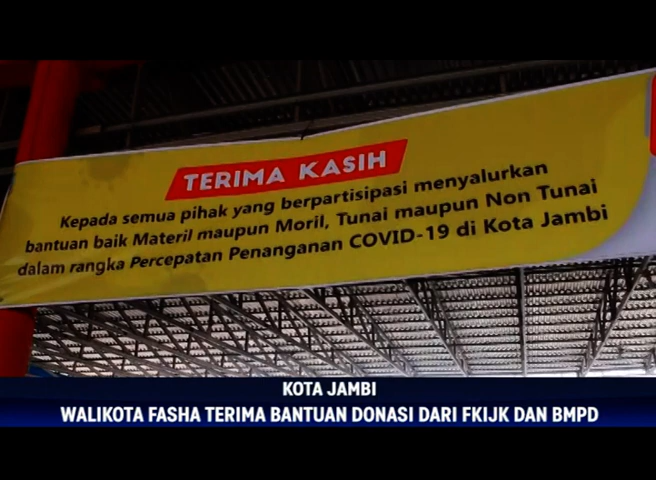 TERIMA KASIH
Kepada semua pihak yang berpartisipasi menyalurkan
bantuan baik Materil maupun Moril, Tunai maupun Non Tunai
dalam rangka Percepatan Penanganan COVID-19 di Kota Jambi
KOTA JAMBI
WALIKOTA FASHA TERIMA BANTUAN DONASI DARI FKIJK DAN BMPD